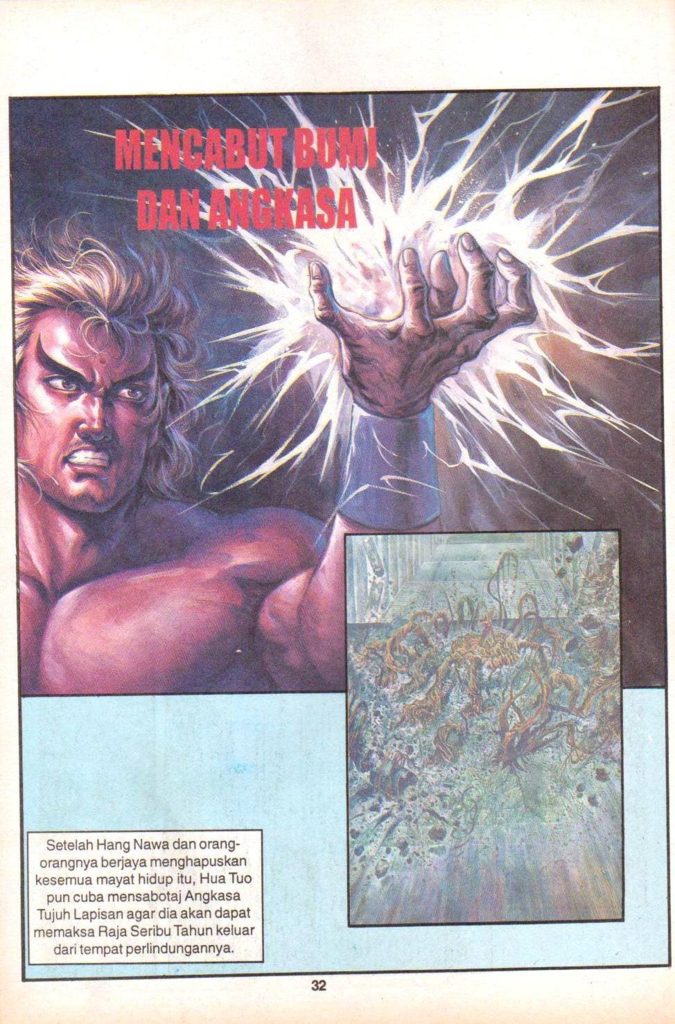 MENCABUT BUMI
DAN ANGKASA
Setelah Hang Nawa dan orang-
orangnya berjaya menghapuskan
kesemua mayat hidup itu, Hua Tuo
pun cuba mensabotaj Angkasa
Tujuh Lapisan agar dia akan dapat
memaksa Raja Seribu Tahun keluar
dari tempat perlindungannya.
32